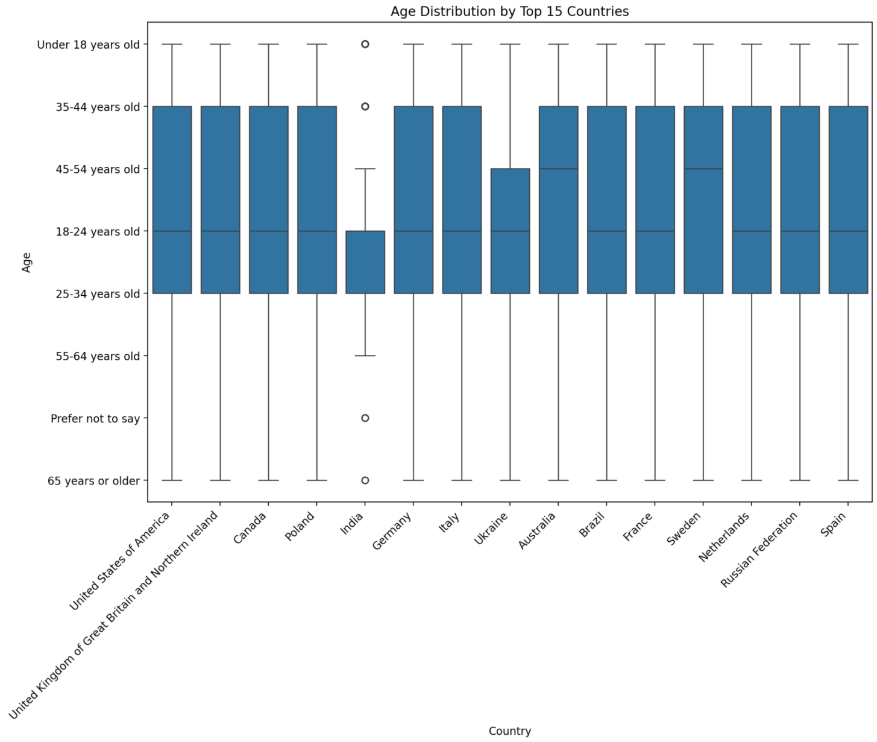 Age Distribution by Top 15 Countries
Age
Under 18 years old
35-44 years old
45-54 years old
18-24 years old
25-34 years old
55-64 years old
Prefer not to say
65 years or older
United States of America
United Kingdom of Great Britain and Northern Ireland
Canada
Poland
India
Germany
Italy
Ukraine
Australia
Brazil
France
Sweden
Netherlands
Russian Federation
Spain
Country